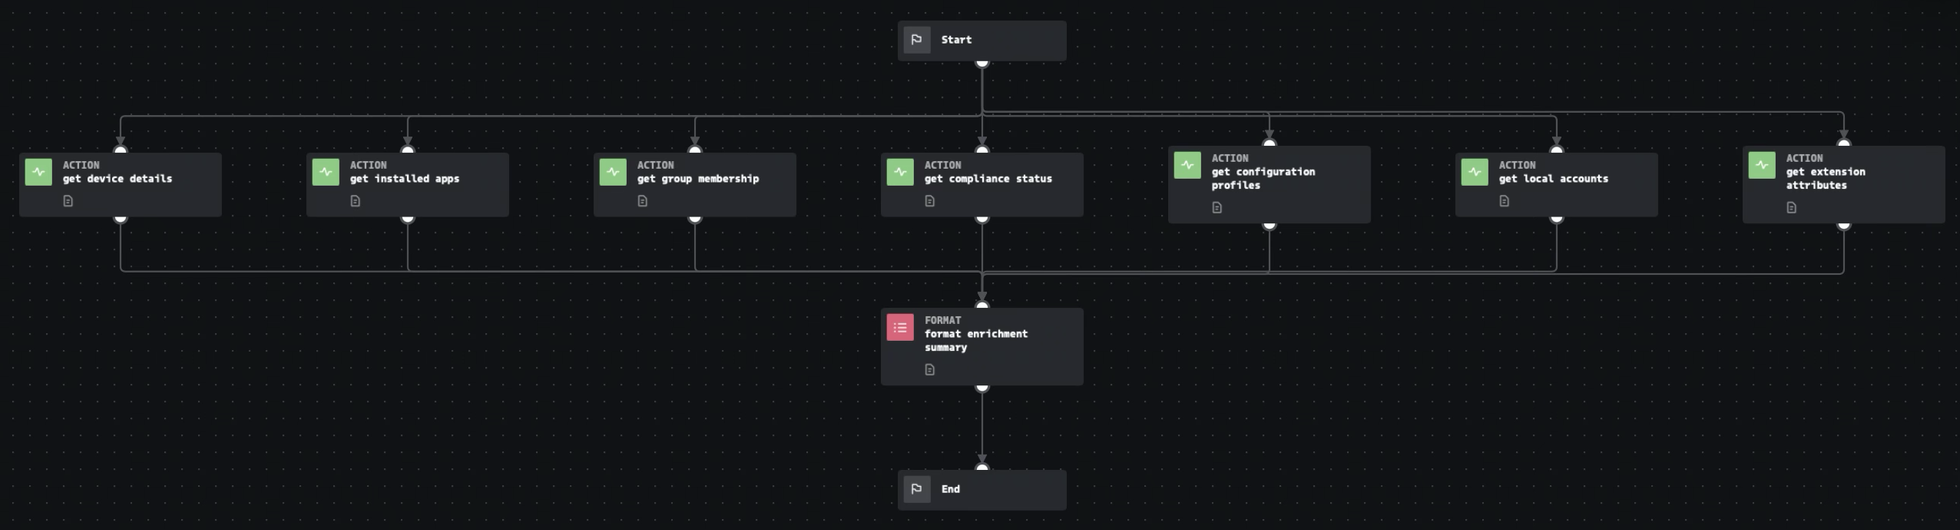 Start
ACTION
get device details
ACTION
get installed apps
ACTION
get group membership
ACTION
get compliance status
ACTION
get configuration
profiles
ACTION
get local accounts
ACTION
get extension
attributes
FORMAT
format enrichment
summary
End